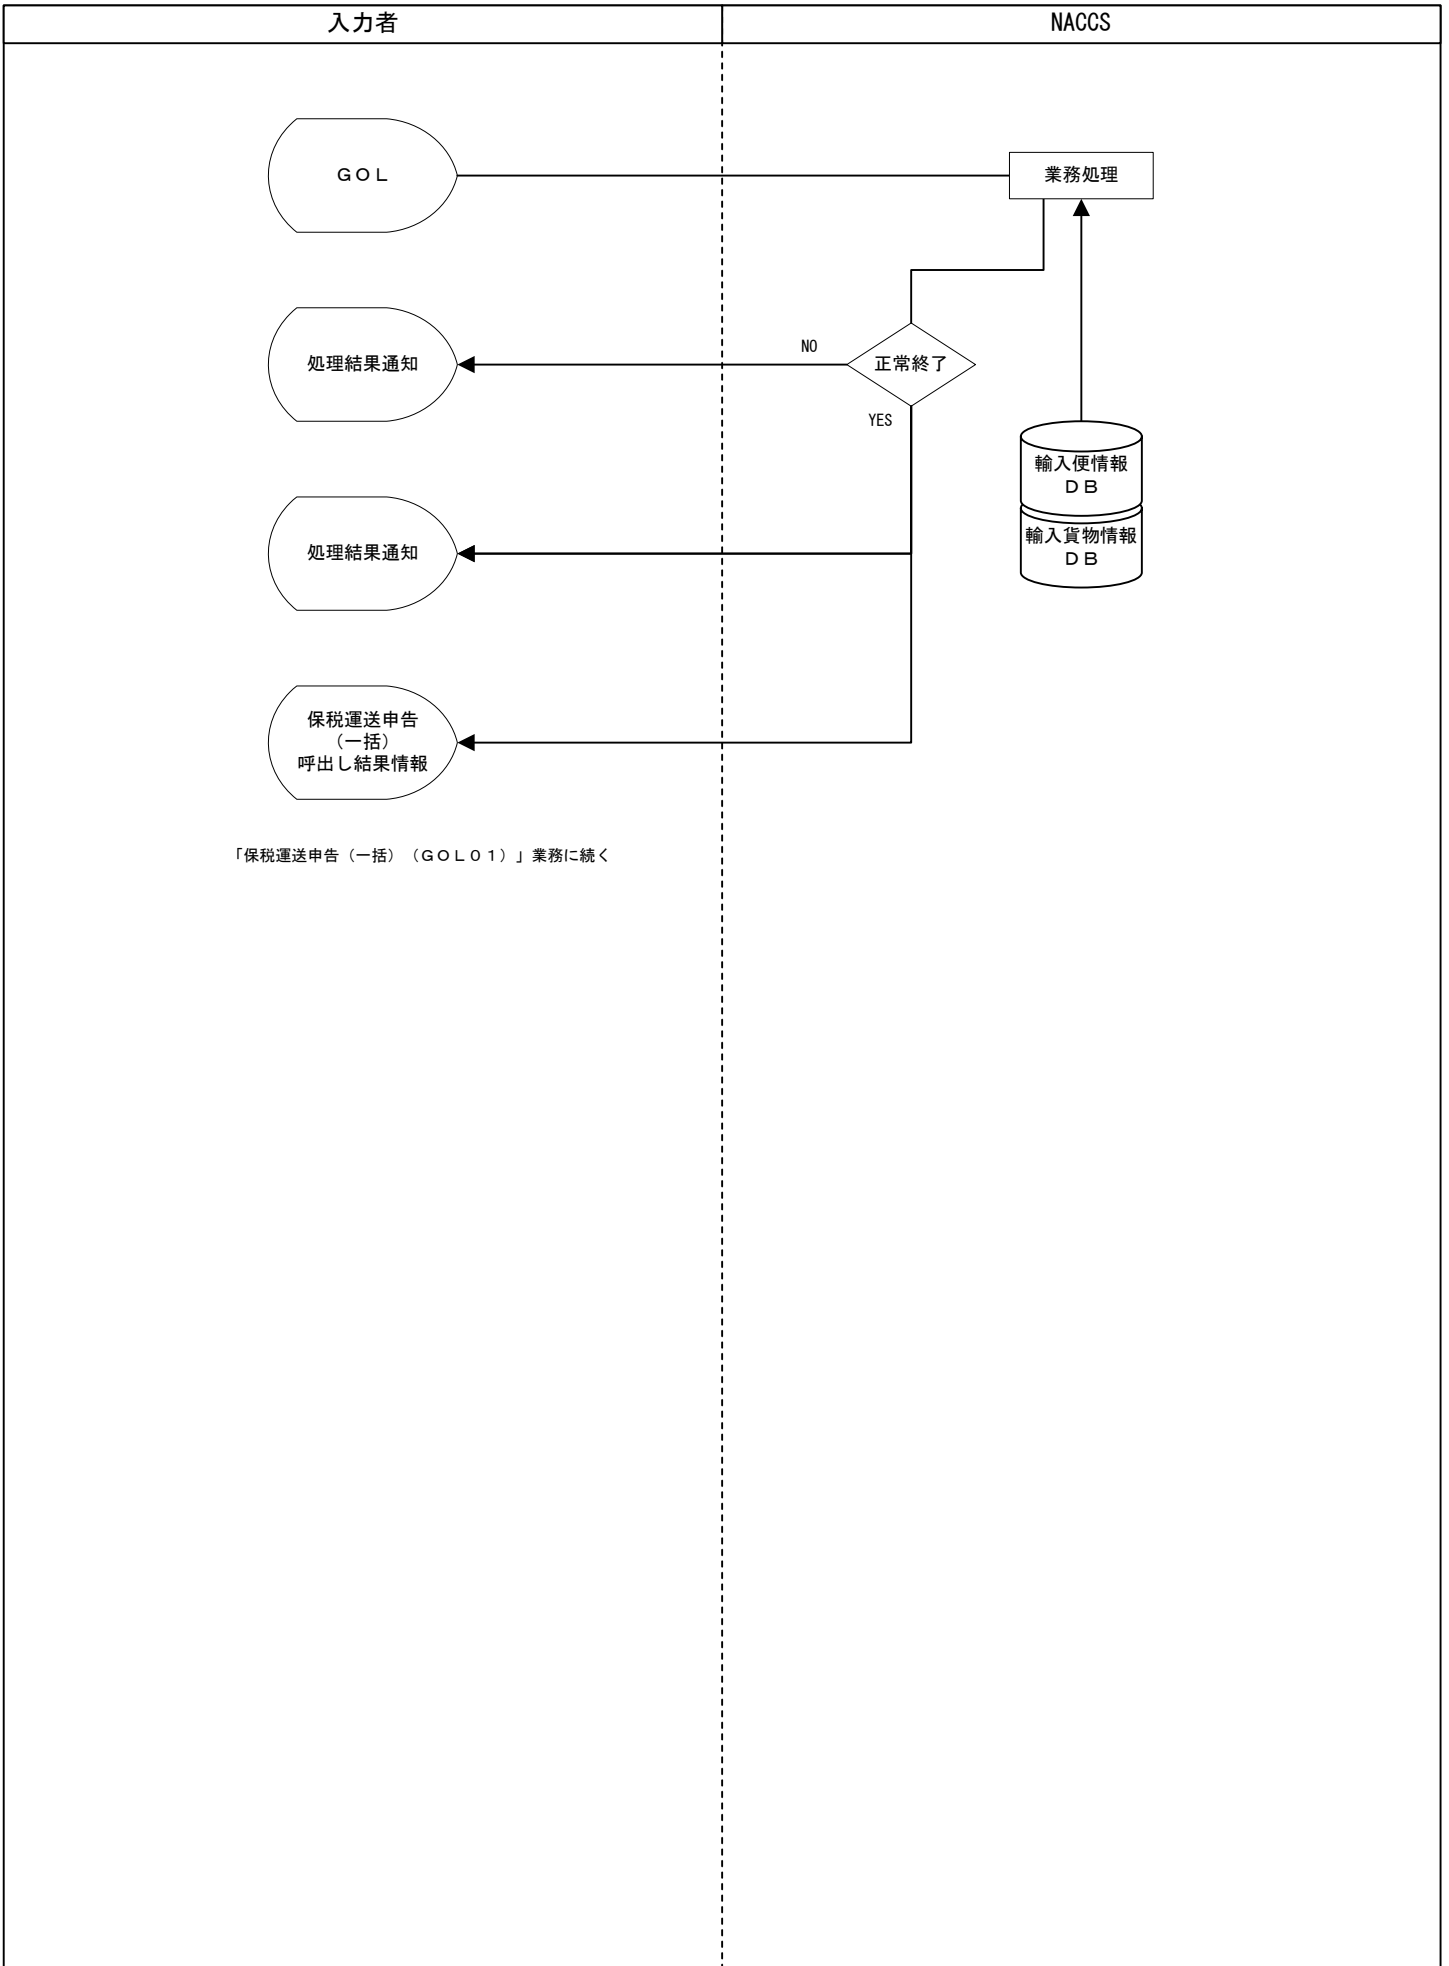 入力者
NACCS
ＧＯＬ
業務処理
処理結果通知
NO
正常終了
YES
輸入便情報
ＤＢ
処理結果通知
輸入貨物情報
ＤＢ
保税運送申告
（一括）
呼出し結果情報
「保税運送申告（一括）（ＧＯＬ０１）」業務に続く